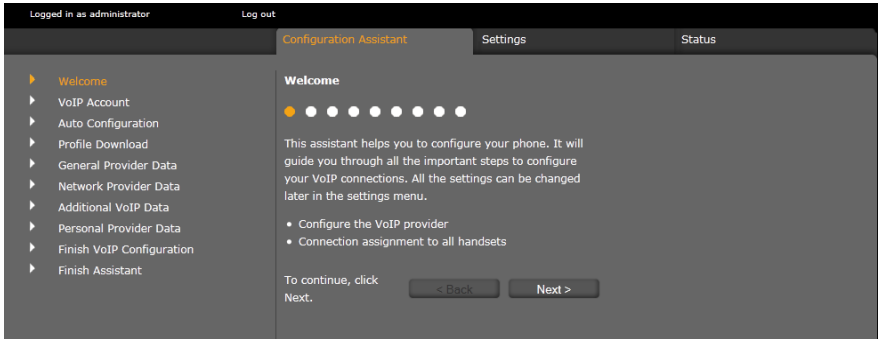 Logged in as administrator Log out
Configuration Assistant Settings Status
Welcome
VoIP Account
Auto Configuration
Profile Download
General Provider Data
Network Provider Data
Additional VoIP Data
Personal Provider Data
Finish VoIP Configuration
Finish Assistant
Welcome
This assistant helps you to configure your phone. It will
guide you through all the important steps to configure
your VoIP connections. All the settings can be changed
later in the settings menu.
• Configure the VoIP provider
• Connection assignment to all handsets
To continue, click
Next.
< Back Next >